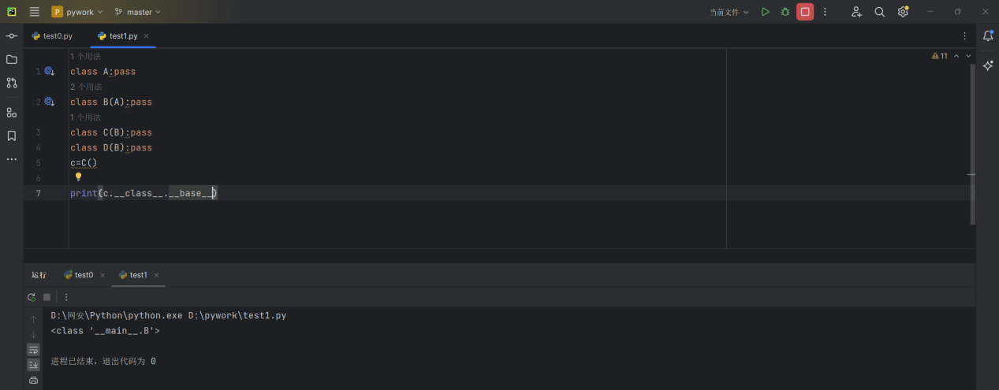 P pywork master 当前文件
test0.py test1.py
11
1 个用法
1 class A:pass
2 个用法
2 class B(A):pass
1 个用法
3 class C(B):pass
4 class D(B):pass
5 c=C()
6
7 print(c.__class__.__base__)
运行 test0 test1
D:\网安\Python\python.exe D:\pywork\test1.py
<class '__main__.B'>
进程已结束，退出代码为 0